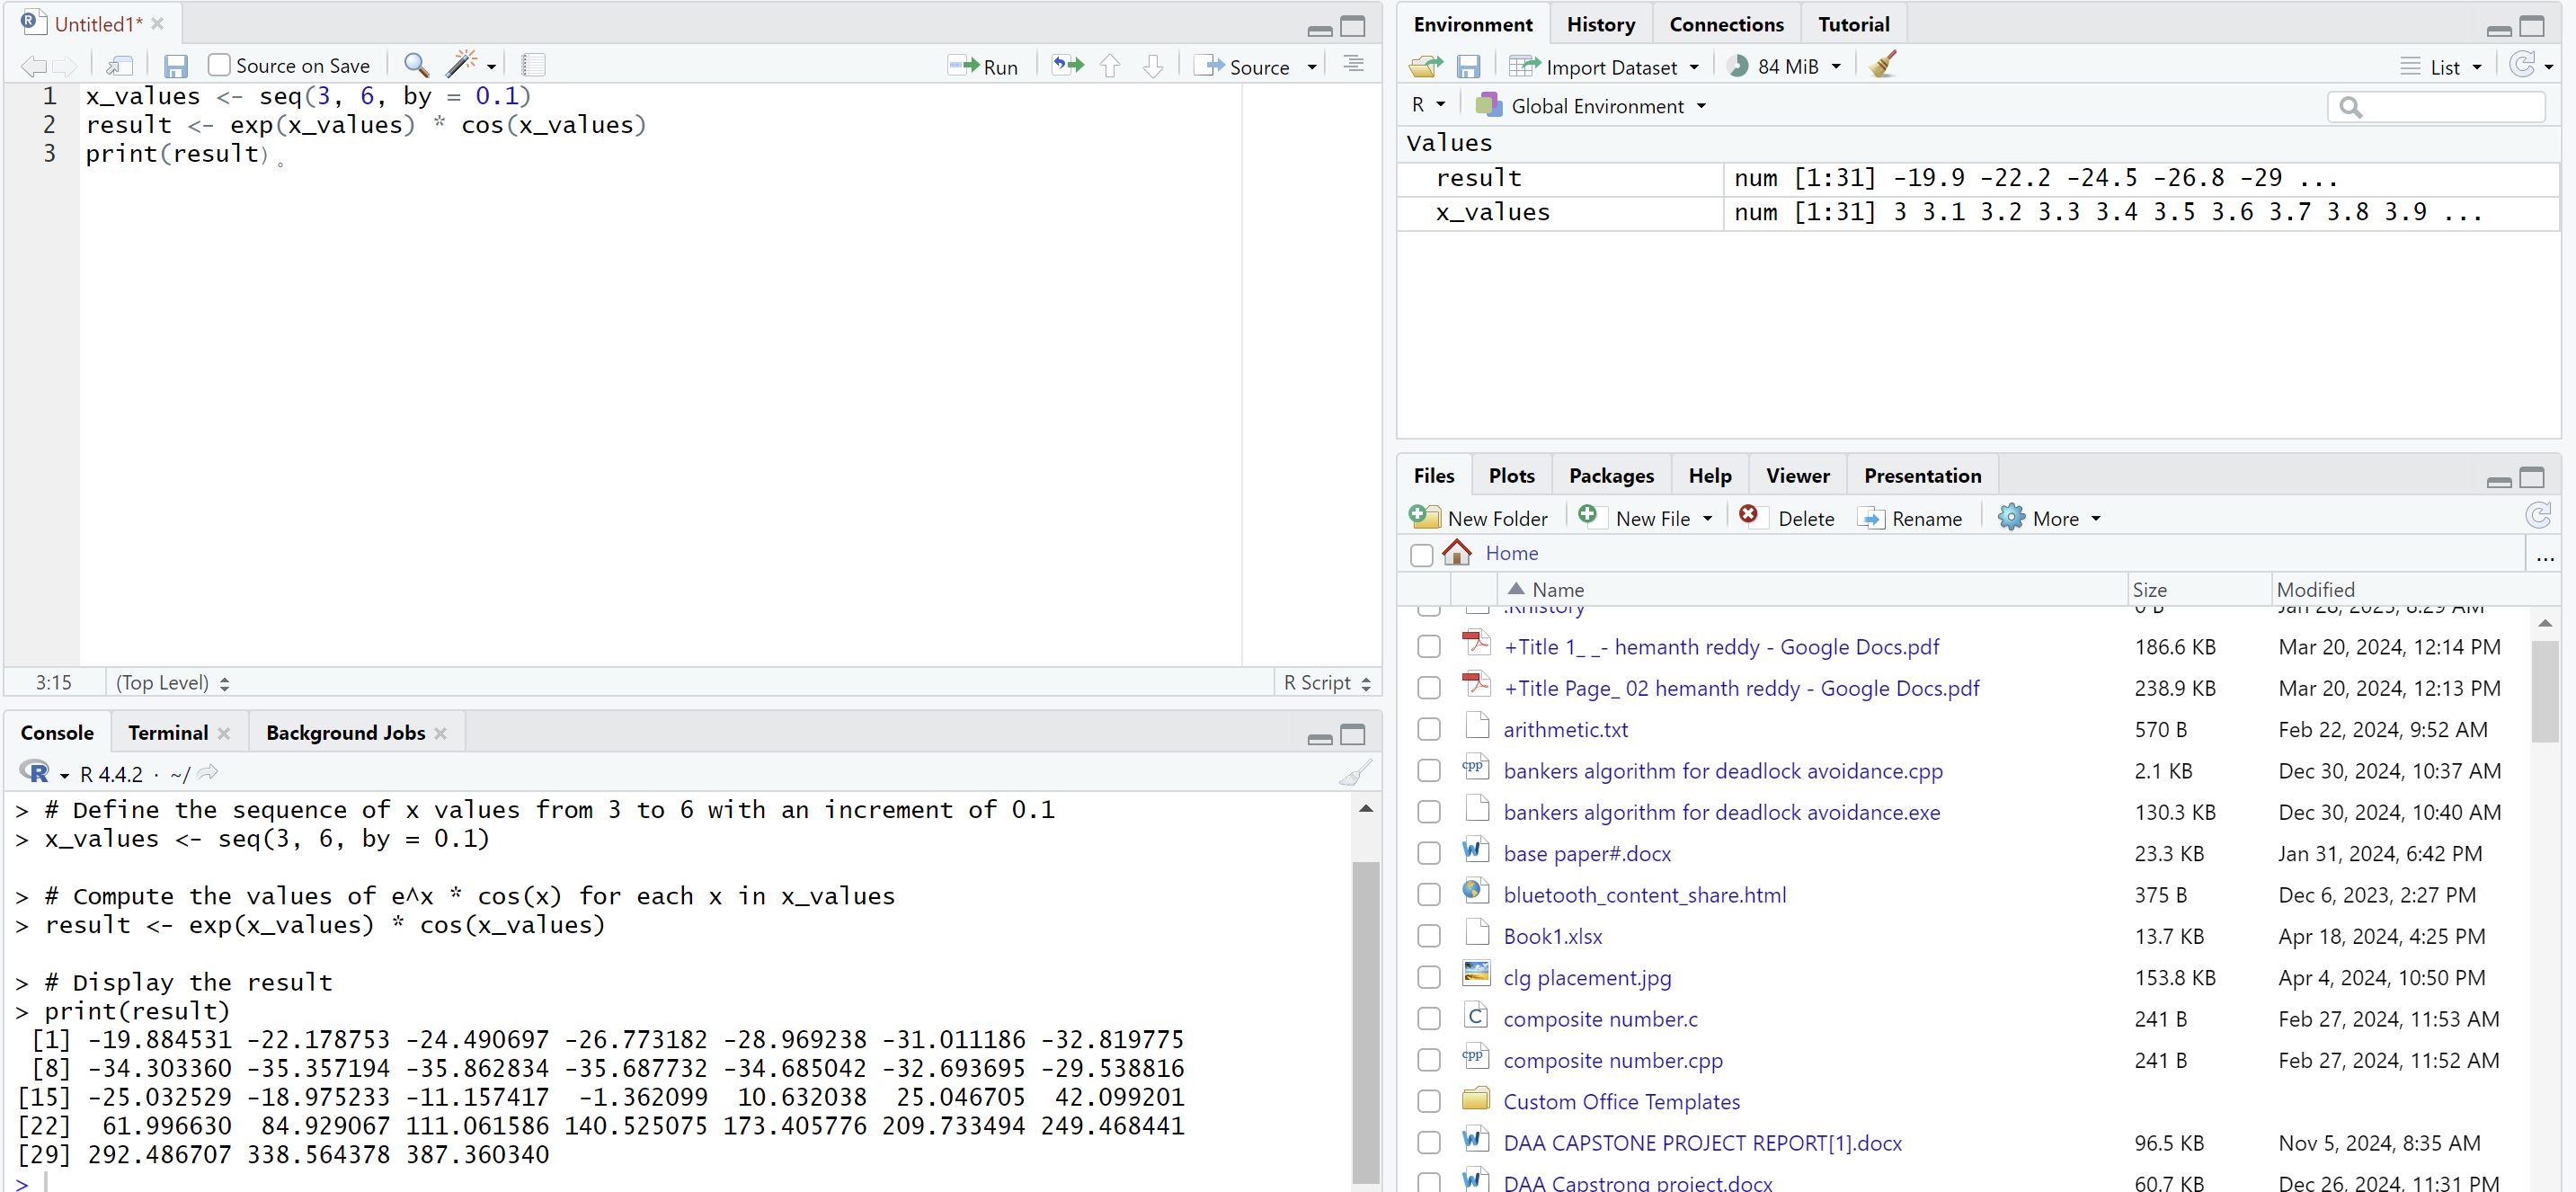 Untitled1*
Source on Save
Run
Source
1 x_values <- seq(3, 6, by = 0.1)
2 result <- exp(x_values) * cos(x_values)
3 print(result)。
3:15 (Top Level) R Script
Console Terminal Background Jobs
R 4.4.2 · ~/
> # Define the sequence of x values from 3 to 6 with an increment of 0.1
> x_values <- seq(3, 6, by = 0.1)
> # Compute the values of e^x * cos(x) for each x in x_values
> result <- exp(x_values) * cos(x_values)
> # Display the result
> print(result)
[1] -19.884531 -22.178753 -24.490697 -26.773182 -28.969238 -31.011186 -32.819775
[8] -34.303360 -35.357194 -35.862834 -35.687732 -34.685042 -32.693695 -29.538816
[15] -25.032529 -18.975233 -11.157417 -1.362099 10.632038 25.046705 42.099201
[22] 61.996630 84.929067 111.061586 140.525075 173.405776 209.733494 249.468441
[29] 292.486707 338.564378 387.360340
>
Environment History Connections Tutorial
Import Dataset 84 MiB List
R Global Environment
Values
result num [1:31] -19.9 -22.2 -24.5 -26.8 -29 ...
x_values num [1:31] 3 3.1 3.2 3.3 3.4 3.5 3.6 3.7 3.8 3.9 ...
Files Plots Packages Help Viewer Presentation
New Folder New File Delete Rename More
Home ...
Name Size Modified
.Rhistory 0 B Jan 28, 2025, 8:29 AM
+Title 1_ _- hemanth reddy - Google Docs.pdf 186.6 KB Mar 20, 2024, 12:14 PM
+Title Page_ 02 hemanth reddy - Google Docs.pdf 238.9 KB Mar 20, 2024, 12:13 PM
arithmetic.txt 570 B Feb 22, 2024, 9:52 AM
bankers algorithm for deadlock avoidance.cpp 2.1 KB Dec 30, 2024, 10:37 AM
bankers algorithm for deadlock avoidance.exe 130.3 KB Dec 30, 2024, 10:40 AM
base paper#.docx 23.3 KB Jan 31, 2024, 6:42 PM
bluetooth_content_share.html 375 B Dec 6, 2023, 2:27 PM
Book1.xlsx 13.7 KB Apr 18, 2024, 4:25 PM
clg placement.jpg 153.8 KB Apr 4, 2024, 10:50 PM
composite number.c 241 B Feb 27, 2024, 11:53 AM
composite number.cpp 241 B Feb 27, 2024, 11:52 AM
Custom Office Templates
DAA CAPSTONE PROJECT REPORT[1].docx 96.5 KB Nov 5, 2024, 8:35 AM
DAA Capstrong project.docx 60.7 KB Dec 26, 2024, 11:31 PM